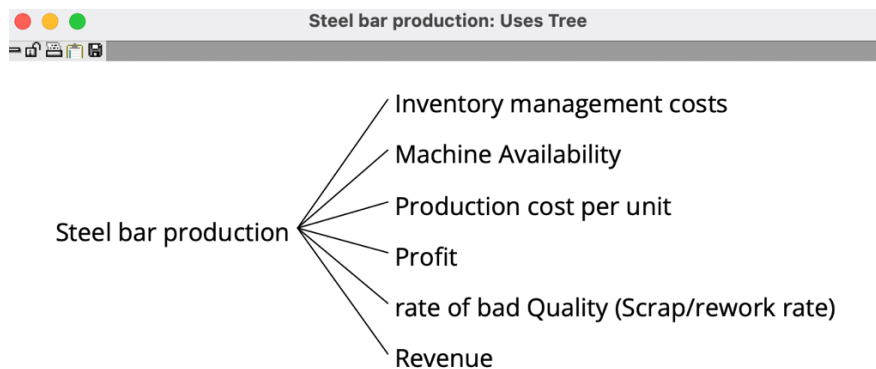 Steel bar production: Uses Tree
Inventory management costs
Machine Availability
Production cost per unit
Steel bar production
Profit
rate of bad Quality (Scrap/rework rate)
Revenue